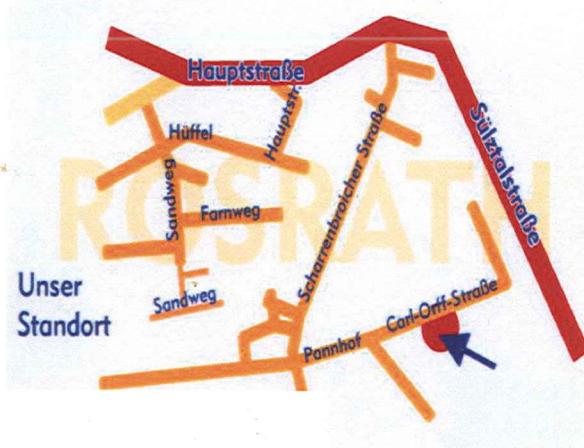 Hauptstraße
Hüffel
Hauptstr.
Sülztalstraße
Scharrenbroicher Straße
Sandweg
Farnweg
ROSRATH
Sandweg
Unser
Standort
Carl-Orff-Straße
Pannhof